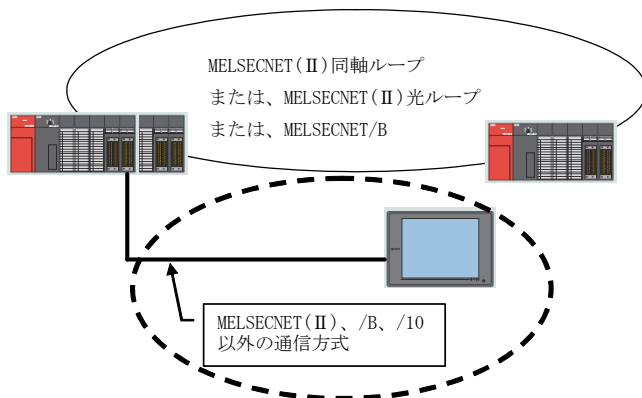 MELSECNET(Ⅱ)同軸ループ
または、MELSECNET(Ⅱ)光ループ
または、MELSECNET/B
MELSECNET(Ⅱ)、/B、/10
以外の通信方式